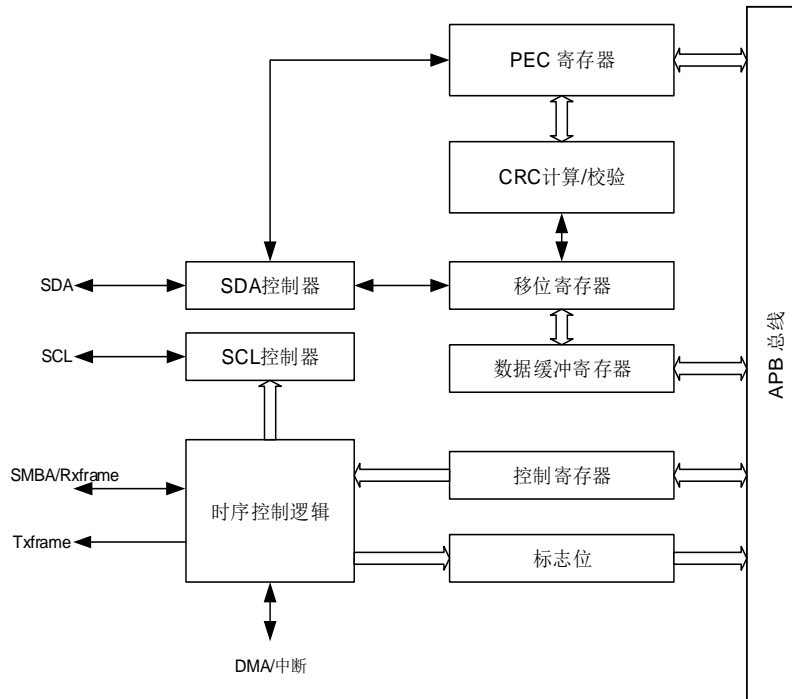 PEC 寄存器
CRC计算/校验
SDA
SDA控制器
移位寄存器
SCL
SCL控制器
数据缓冲寄存器
APB 总线
SMBA/Rxframe
时序控制逻辑
控制寄存器
Txframe
标志位
DMA/中断